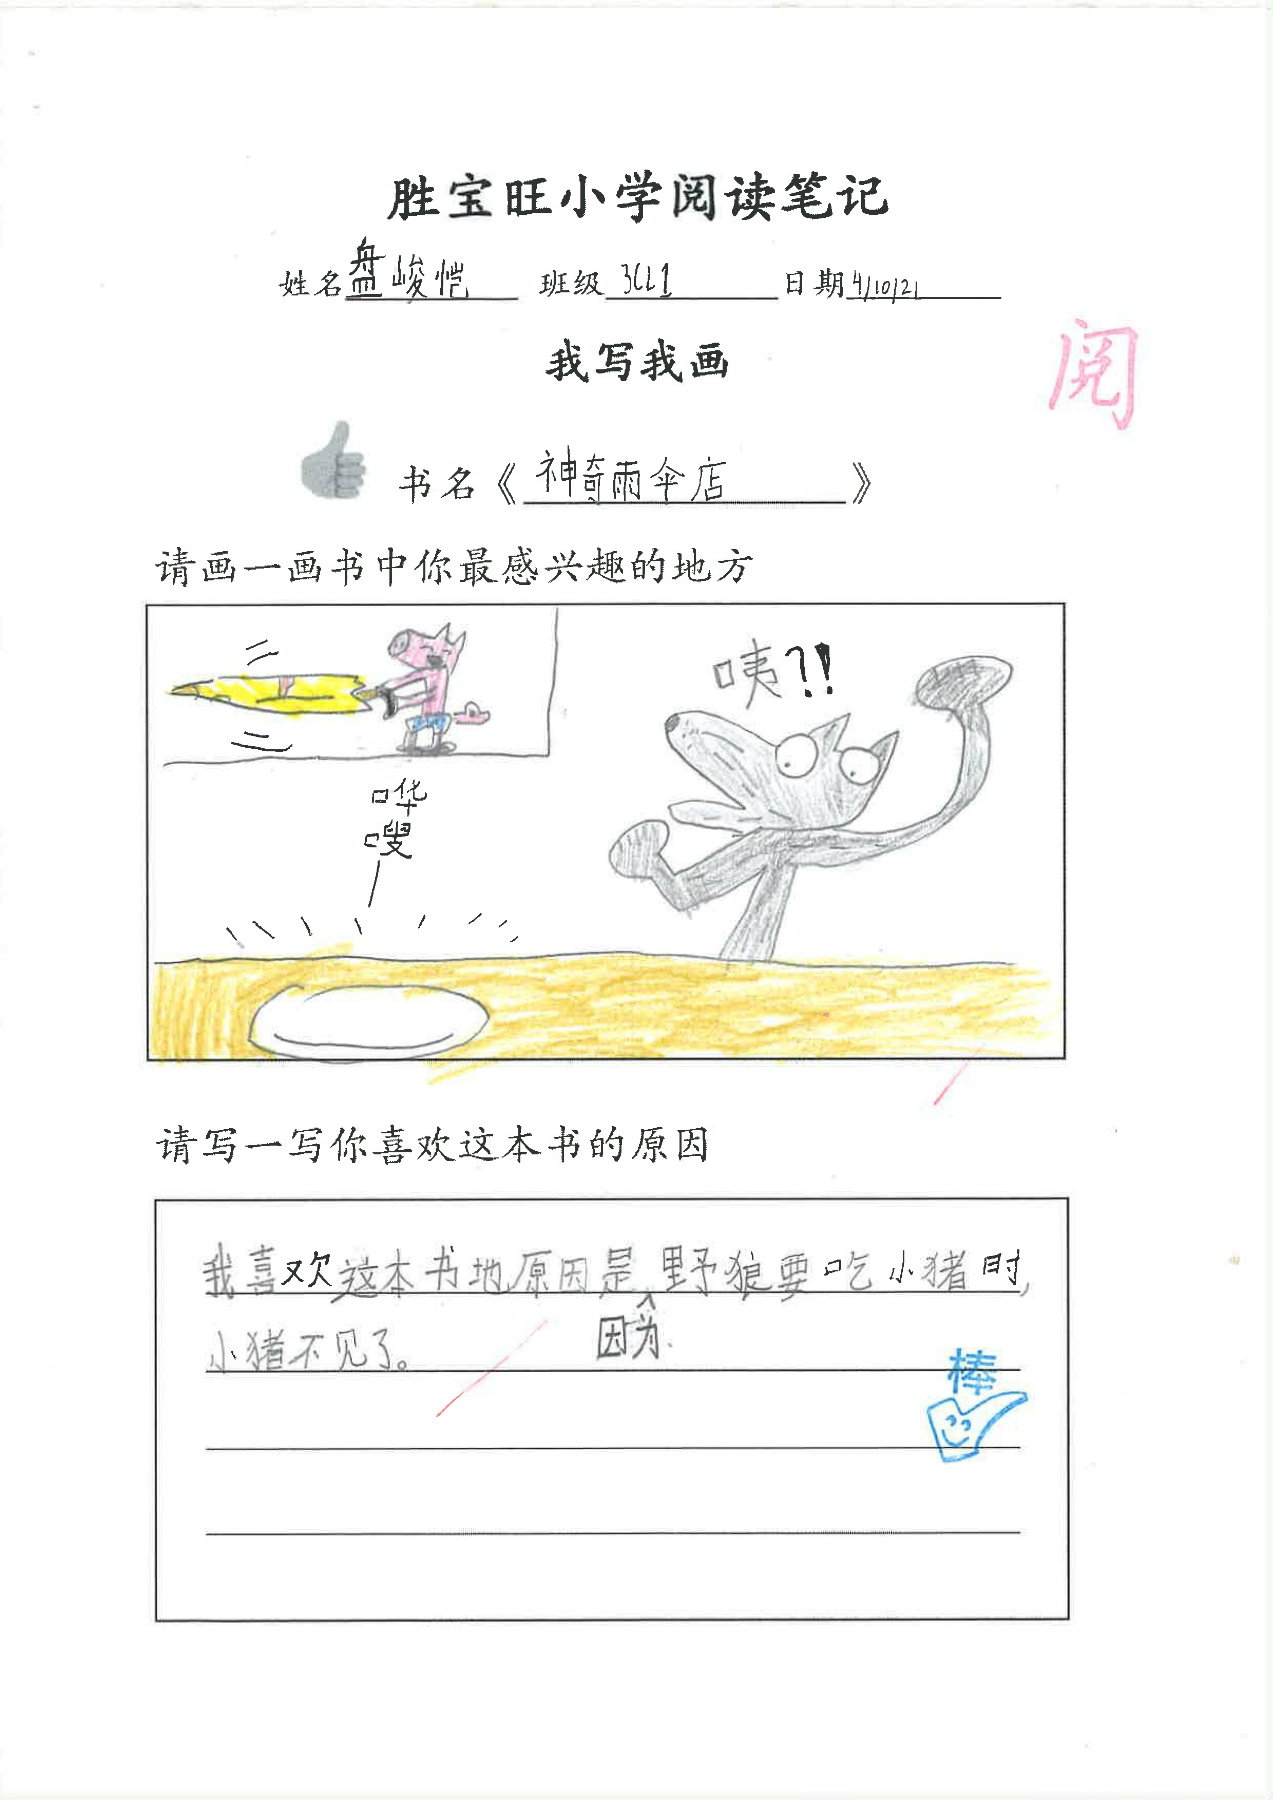 胜宝旺小学阅读笔记
姓名盘峻恺 班级3CL1 日期4/10/21
我写我画
阅
书名《神奇雨伞店》
请画一画书中你最感兴趣的地方
咦?!!
哗
嗖
请写一写你喜欢这本书的原因
我喜欢这本书地原因是野狼要吃小猪时,
因为
小猪不见了。
棒